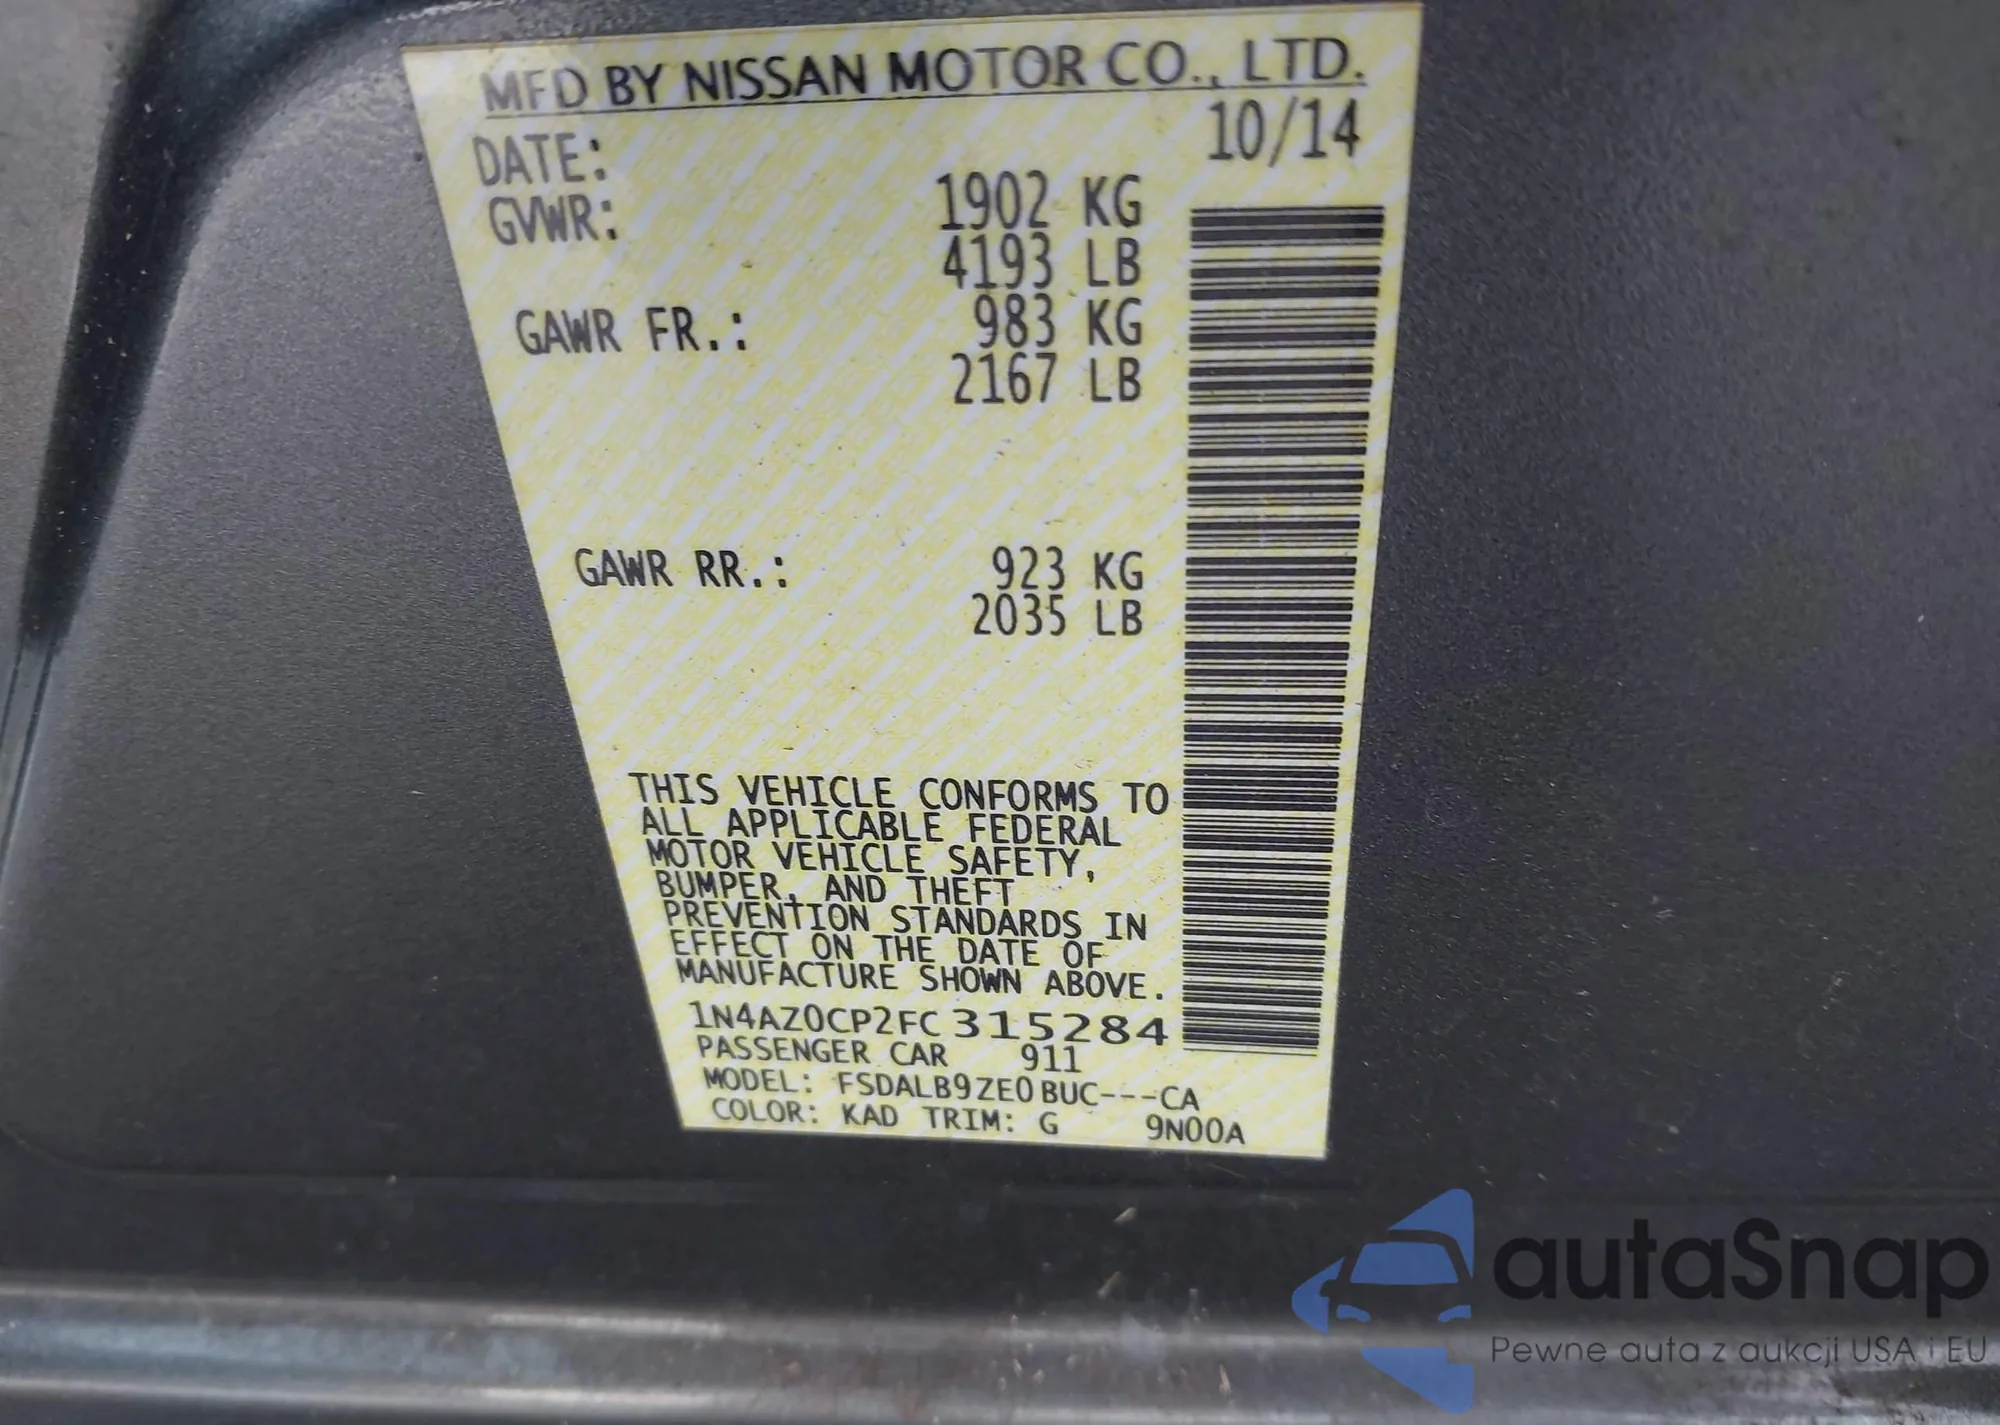 MFD BY NISSAN MOTOR CO., LTD.
DATE: 10/14
GVWR: 1902 KG
4193 LB
GAWR FR.: 983 KG
2167 LB
GAWR RR.: 923 KG
2035 LB
THIS VEHICLE CONFORMS TO
ALL APPLICABLE FEDERAL
MOTOR VEHICLE SAFETY,
BUMPER, AND THEFT
PREVENTION STANDARDS IN
EFFECT ON THE DATE OF
MANUFACTURE SHOWN ABOVE.
1N4AZ0CP2FC315284
PASSENGER CAR 911
MODEL: FSDALB9ZE0BUC---CA
COLOR: KAD TRIM: G 9N00A
autaSnap
Pewne auta z aukcji USA i EU